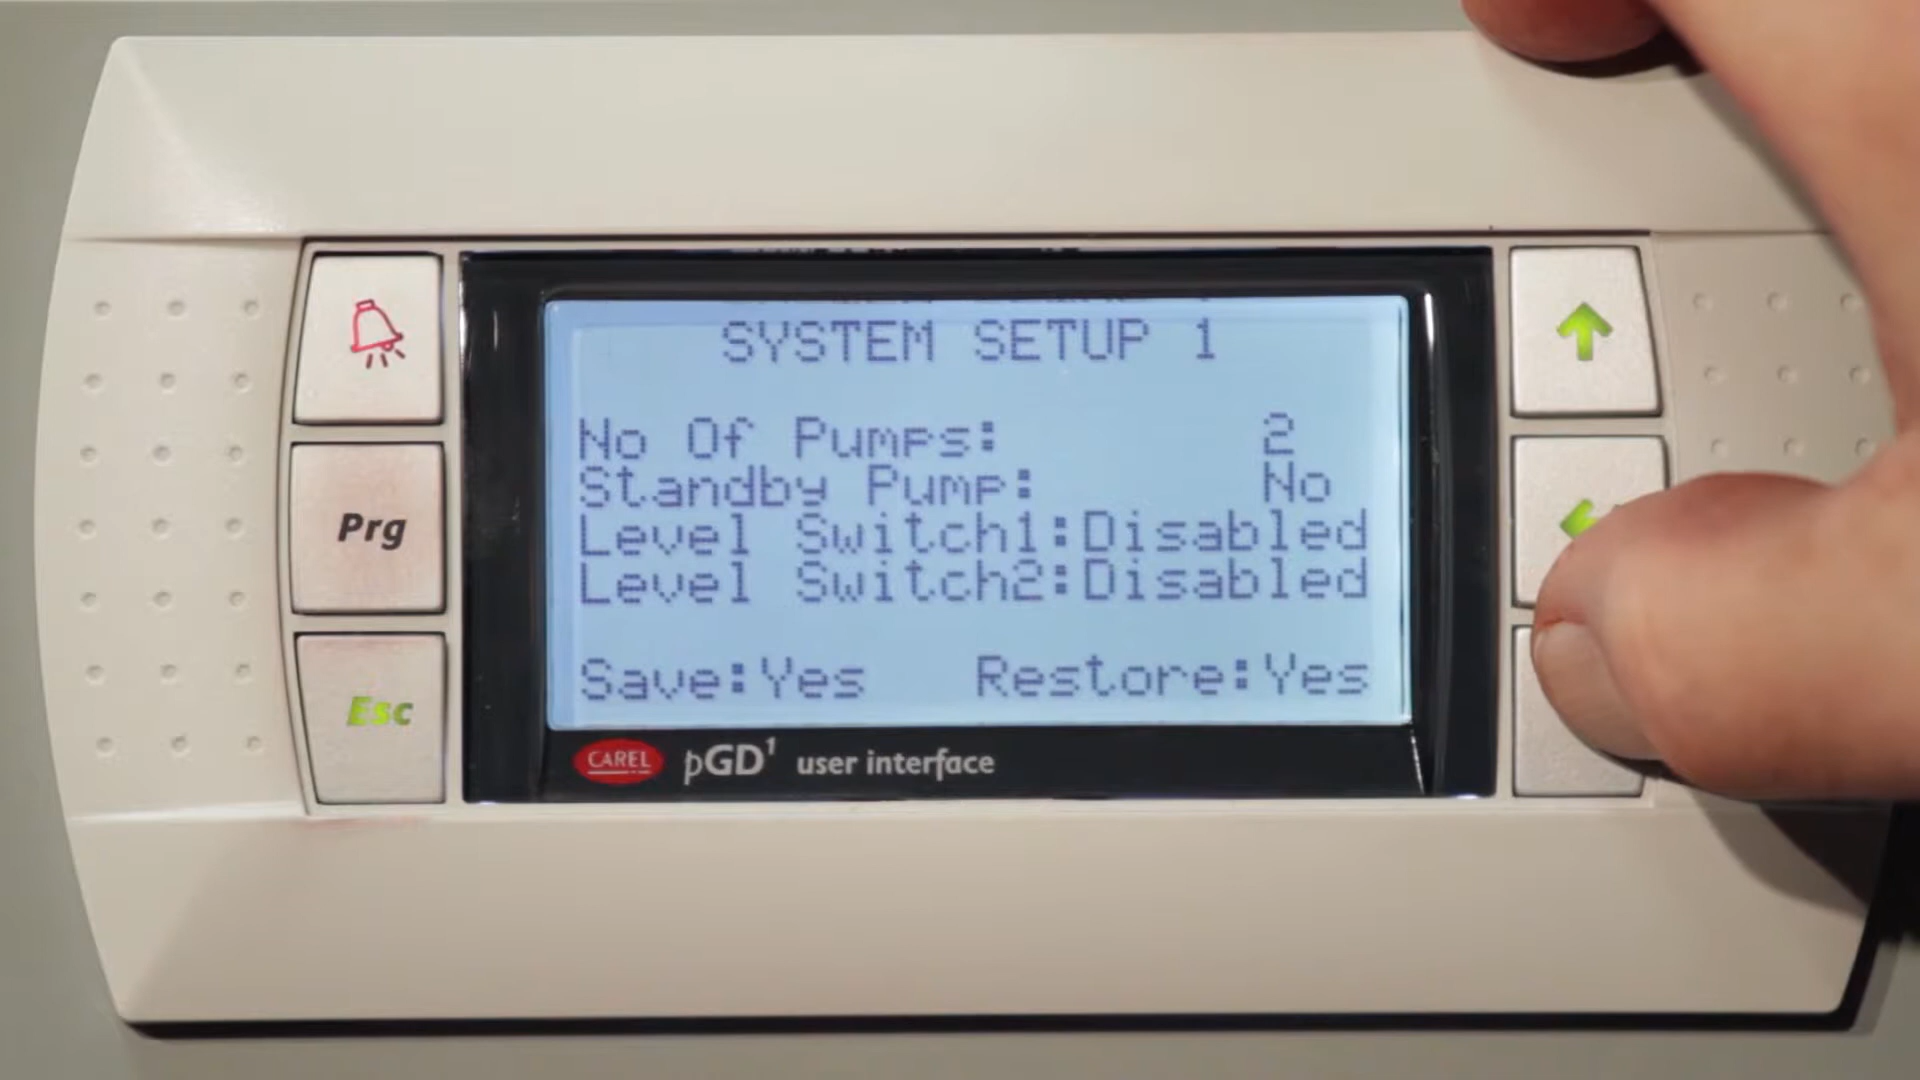 SYSTEM SETUP 1
No Of Pumps: 2
Standby Pump: No
Level Switch1:Disabled
Level Switch2:Disabled
Save:Yes Restore:Yes
Prg
Esc
CAREL pGD¹ user interface